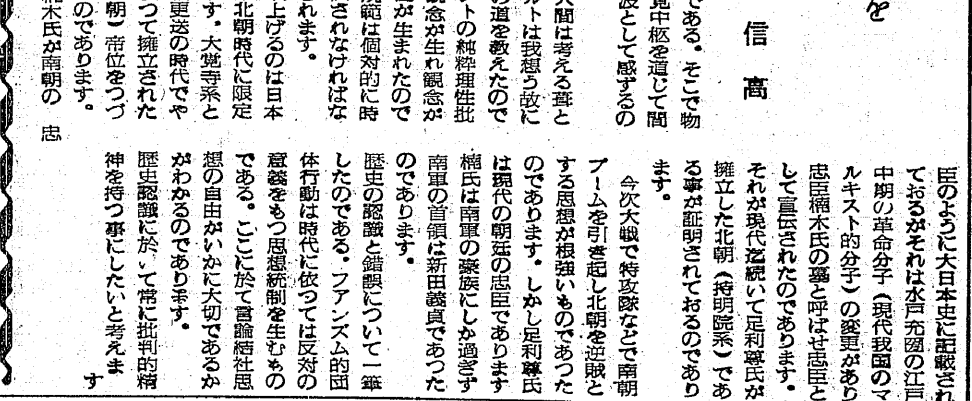 を
信高
である。そこで物
覚中枢を道じて間
波として感ずるの
人間は考える葺と
ルトは我想う故に
の道を教えたので
ントの純粋理性批
観念が生れ観念が
性が生まれたので
規範は個対的に時
されなければな
れます。
上げるのは日本
北朝時代に限定
す。大覚寺系と
更送の時代でや
つて擁立された
朝)帝位をつづ
のであります。
楠木氏が南朝の忠
臣のように大日本史に記載され
ておるがそれは水戸充圀の江戸
中期の革命分子(現代我国のマ
ルキスト的分子)の変更があり
忠臣楠木氏の墓と呼ばせ忠臣と
して宣伝されたのであります。
それが現代迄続いて足利尊氏が
擁立した北朝(持明院系)であ
る事が証明されておるのであり
ます。
今次大戦で特攻隊などで南朝
ブームを引き起し北朝を逆賊と
する思想が根強いものであつた
のであります。しかし足利尊氏
は現代の朝廷の忠臣であります
楠氏は南軍の豪族にしか過ぎず
南軍の首領は新田義貞であつた
のであります。
歴史の認識と錯誤について一筆
したのである。ファンズム的団
体行動は時代に依つては反対の
意義をもつ思想統制を生むもの
である。ここに於て言論結社思
想の自由がいかに大切であるか
がわかるのであります。
歴史認議に於いて常に批判的精
神を持つ事にしたいと考えま
す